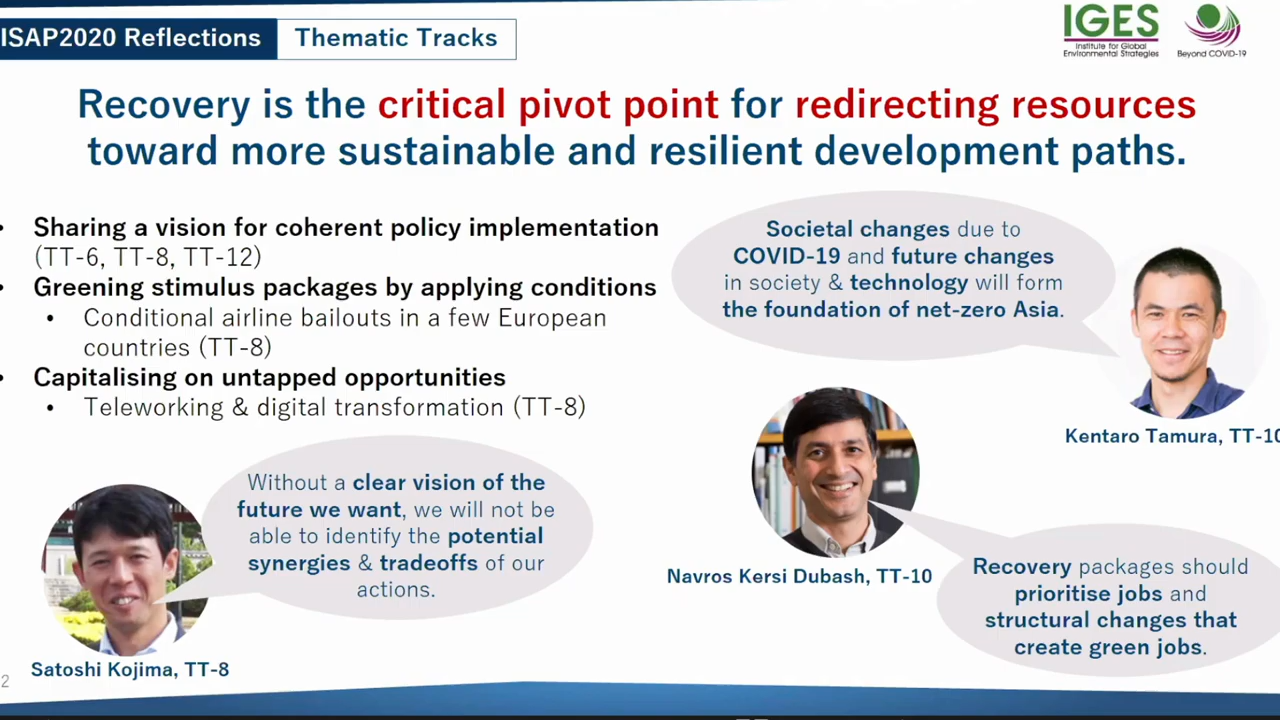 ISAP2020 Reflections
Thematic Tracks
IGES
Institute for Global
Environmental Strategies
Beyond COVID-19
Recovery is the critical pivot point for redirecting resources
toward more sustainable and resilient development paths.
• Sharing a vision for coherent policy implementation
(TT-6, TT-8, TT-12)
• Greening stimulus packages by applying conditions
• Conditional airline bailouts in a few European
countries (TT-8)
• Capitalising on untapped opportunities
• Teleworking & digital transformation (TT-8)
Societal changes due to
COVID-19 and future changes
in society & technology will form
the foundation of net-zero Asia.
Kentaro Tamura, TT-10
Without a clear vision of the
future we want, we will not be
able to identify the potential
synergies & tradeoffs of our
actions.
Satoshi Kojima, TT-8
Navros Kersi Dubash, TT-10
Recovery packages should
prioritise jobs and
structural changes that
create green jobs.
2